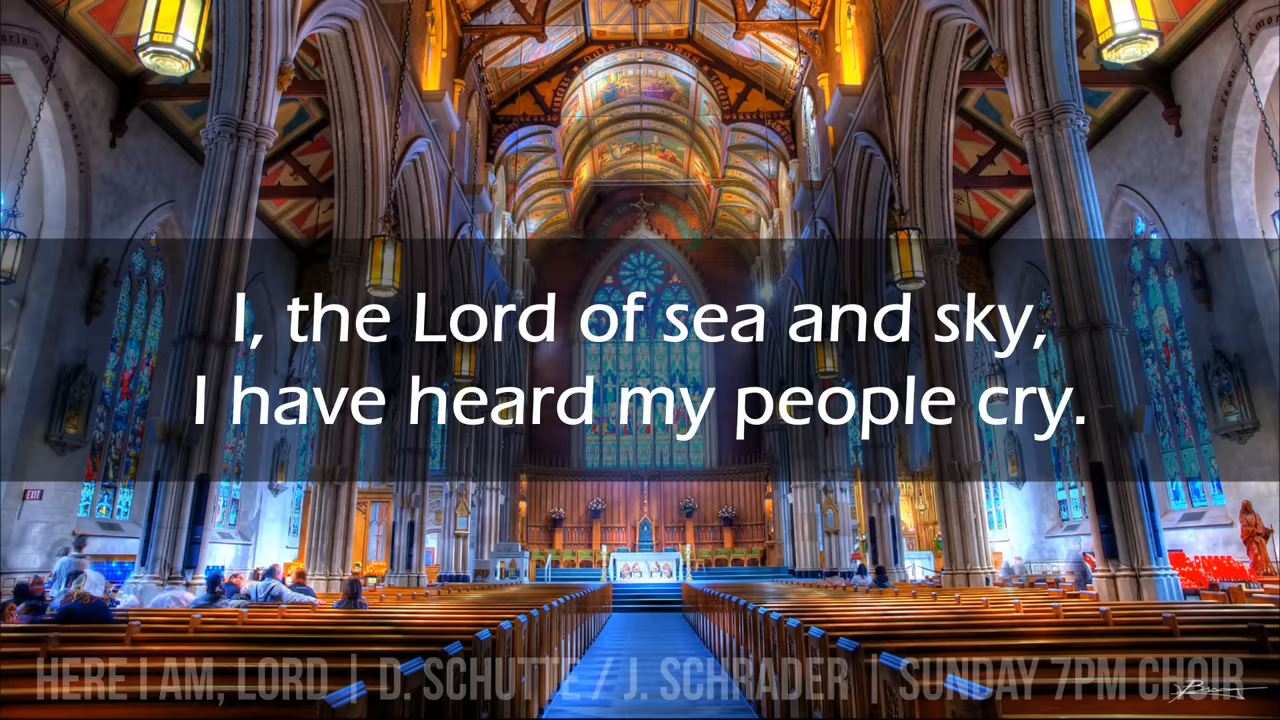 I, the Lord of sea and sky,
I have heard my people cry.
EXIT
HERE I AM, LORD | D. SCHUTTE / J. SCHRADER | SUNDAY 7PM CHOIR